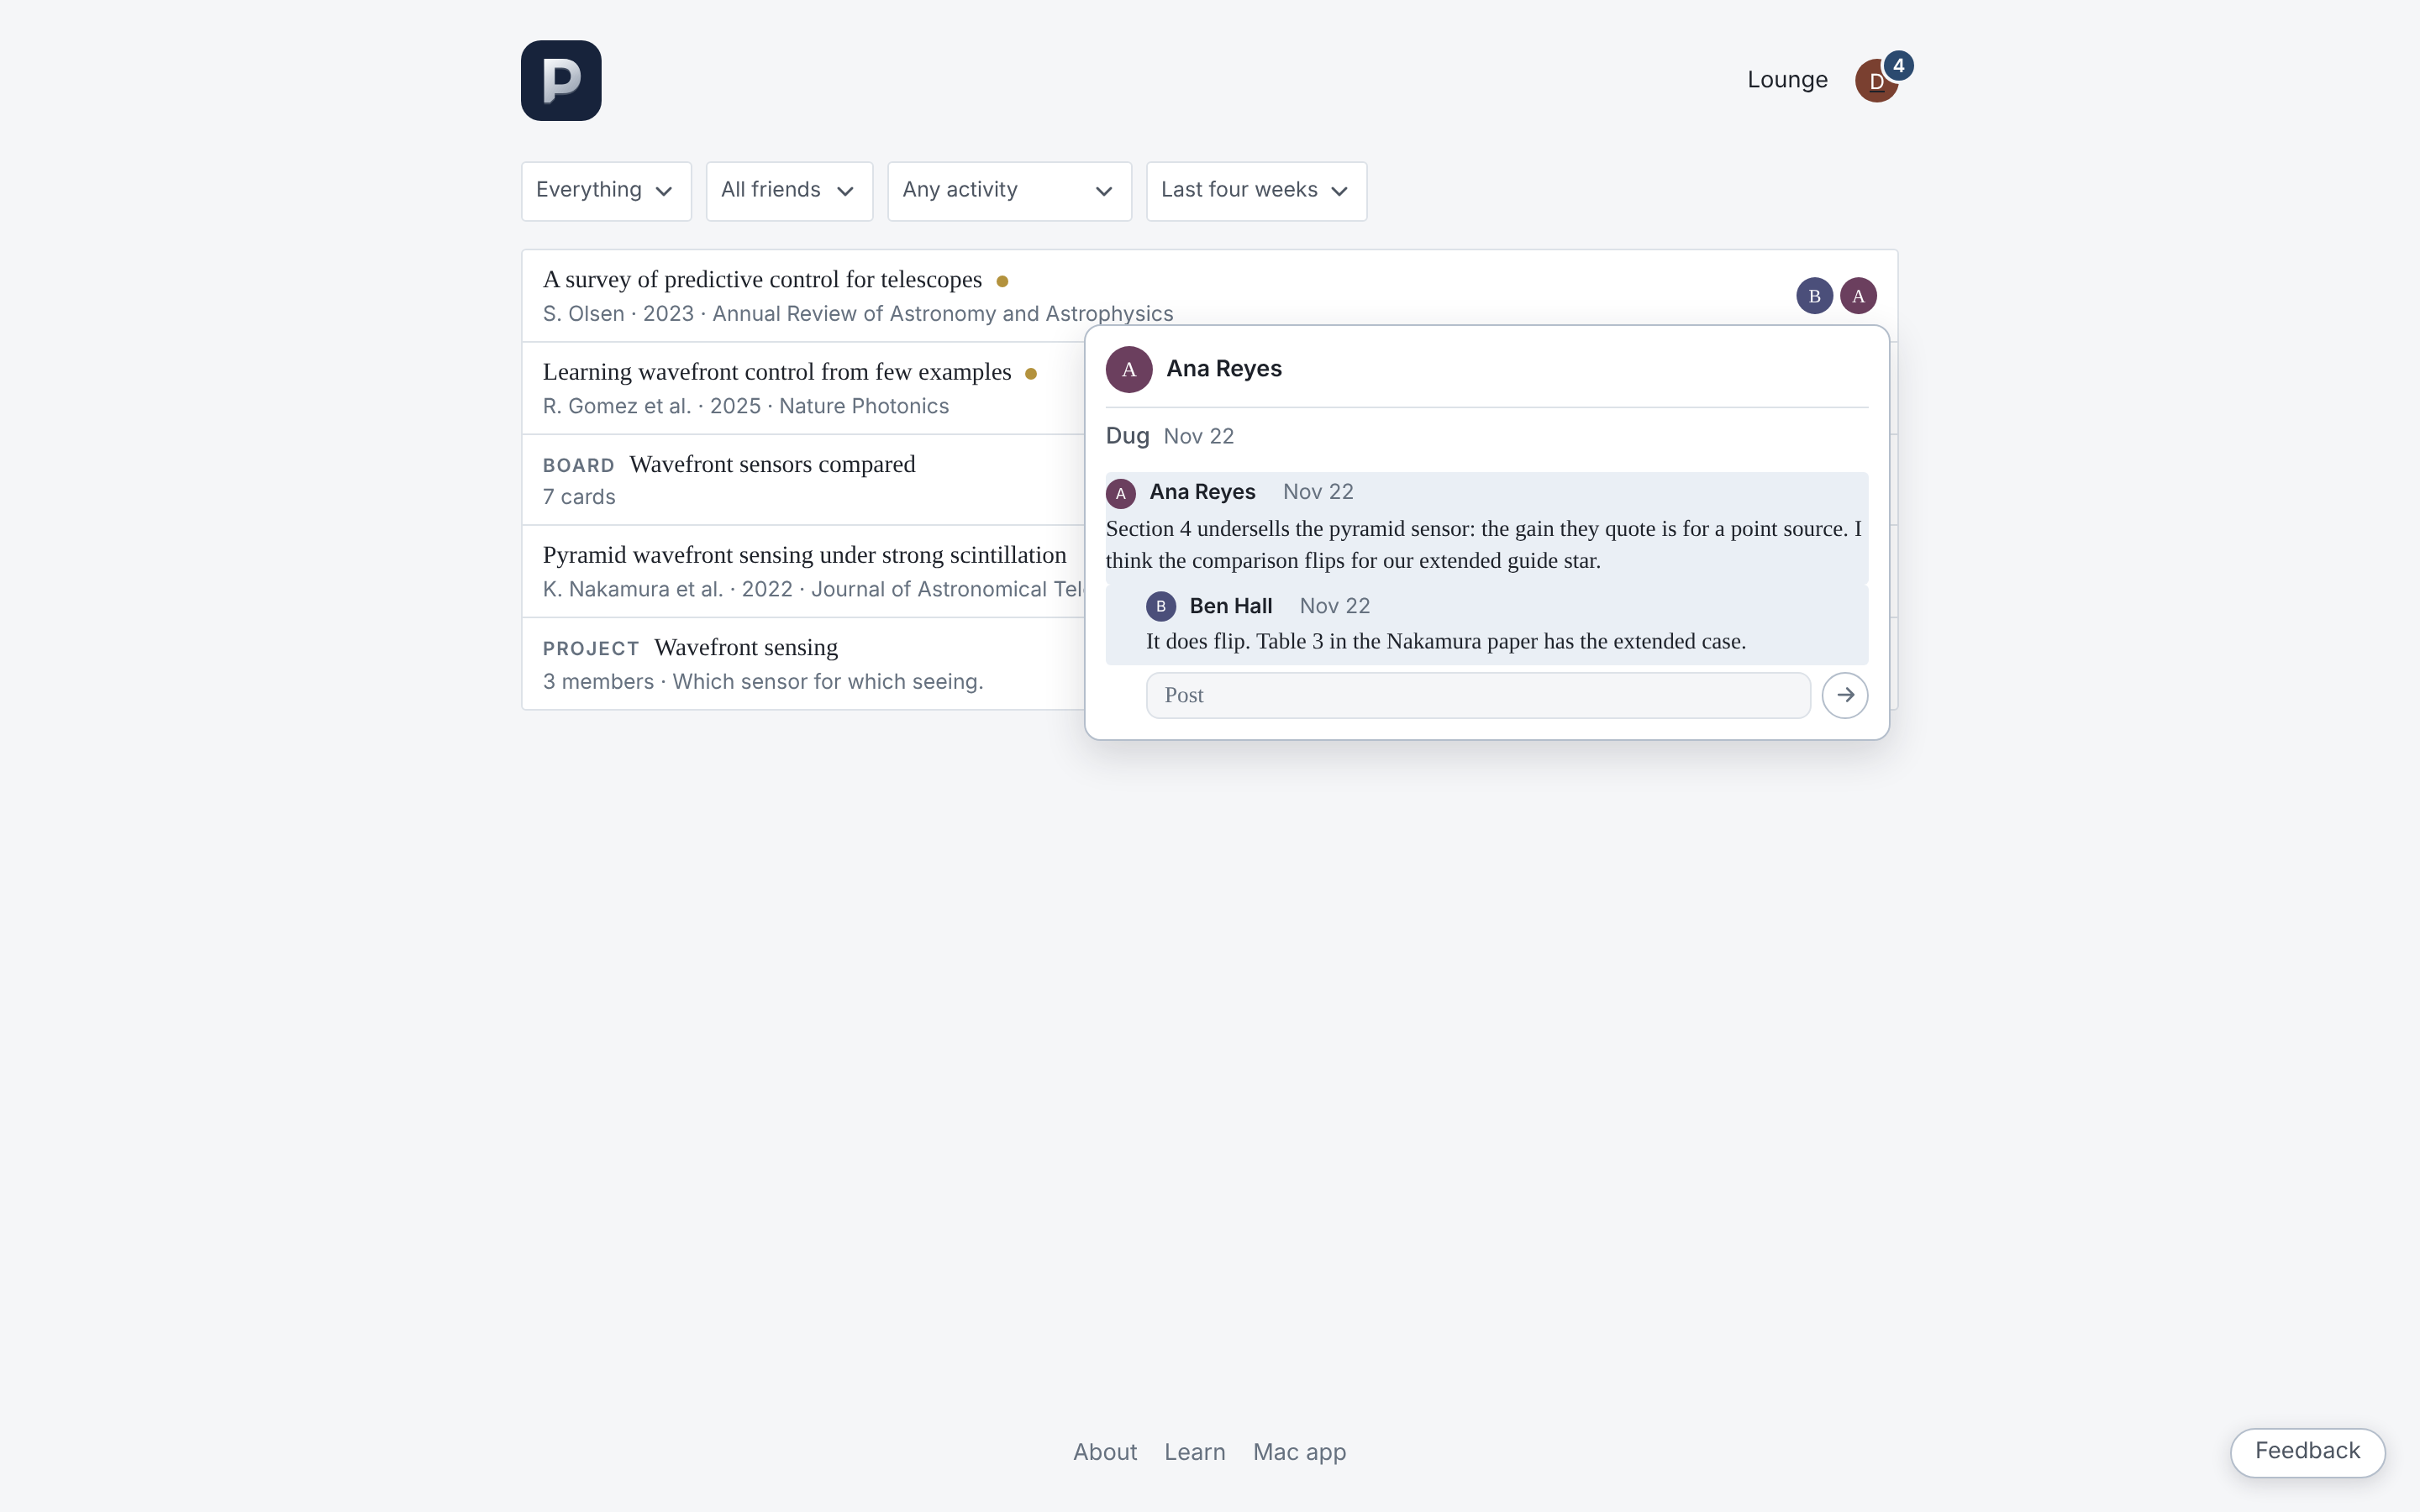 P
Lounge
D
4
Everything
All friends
Any activity
Last four weeks
A survey of predictive control for telescopes
S. Olsen · 2023 · Annual Review of Astronomy and Astrophysics
B
A
Learning wavefront control from few examples
R. Gomez et al. · 2025 · Nature Photonics
BOARD Wavefront sensors compared
7 cards
Pyramid wavefront sensing under strong scintillation
K. Nakamura et al. · 2022 · Journal of Astronomical
PROJECT Wavefront sensing
3 members · Which sensor for which seeing.
A Ana Reyes
Dug Nov 22
A Ana Reyes Nov 22
Section 4 undersells the pyramid sensor: the gain they quote is for a point source. I
think the comparison flips for our extended guide star.
B Ben Hall Nov 22
It does flip. Table 3 in the Nakamura paper has the extended case.
Post
About Learn Mac app
Feedback